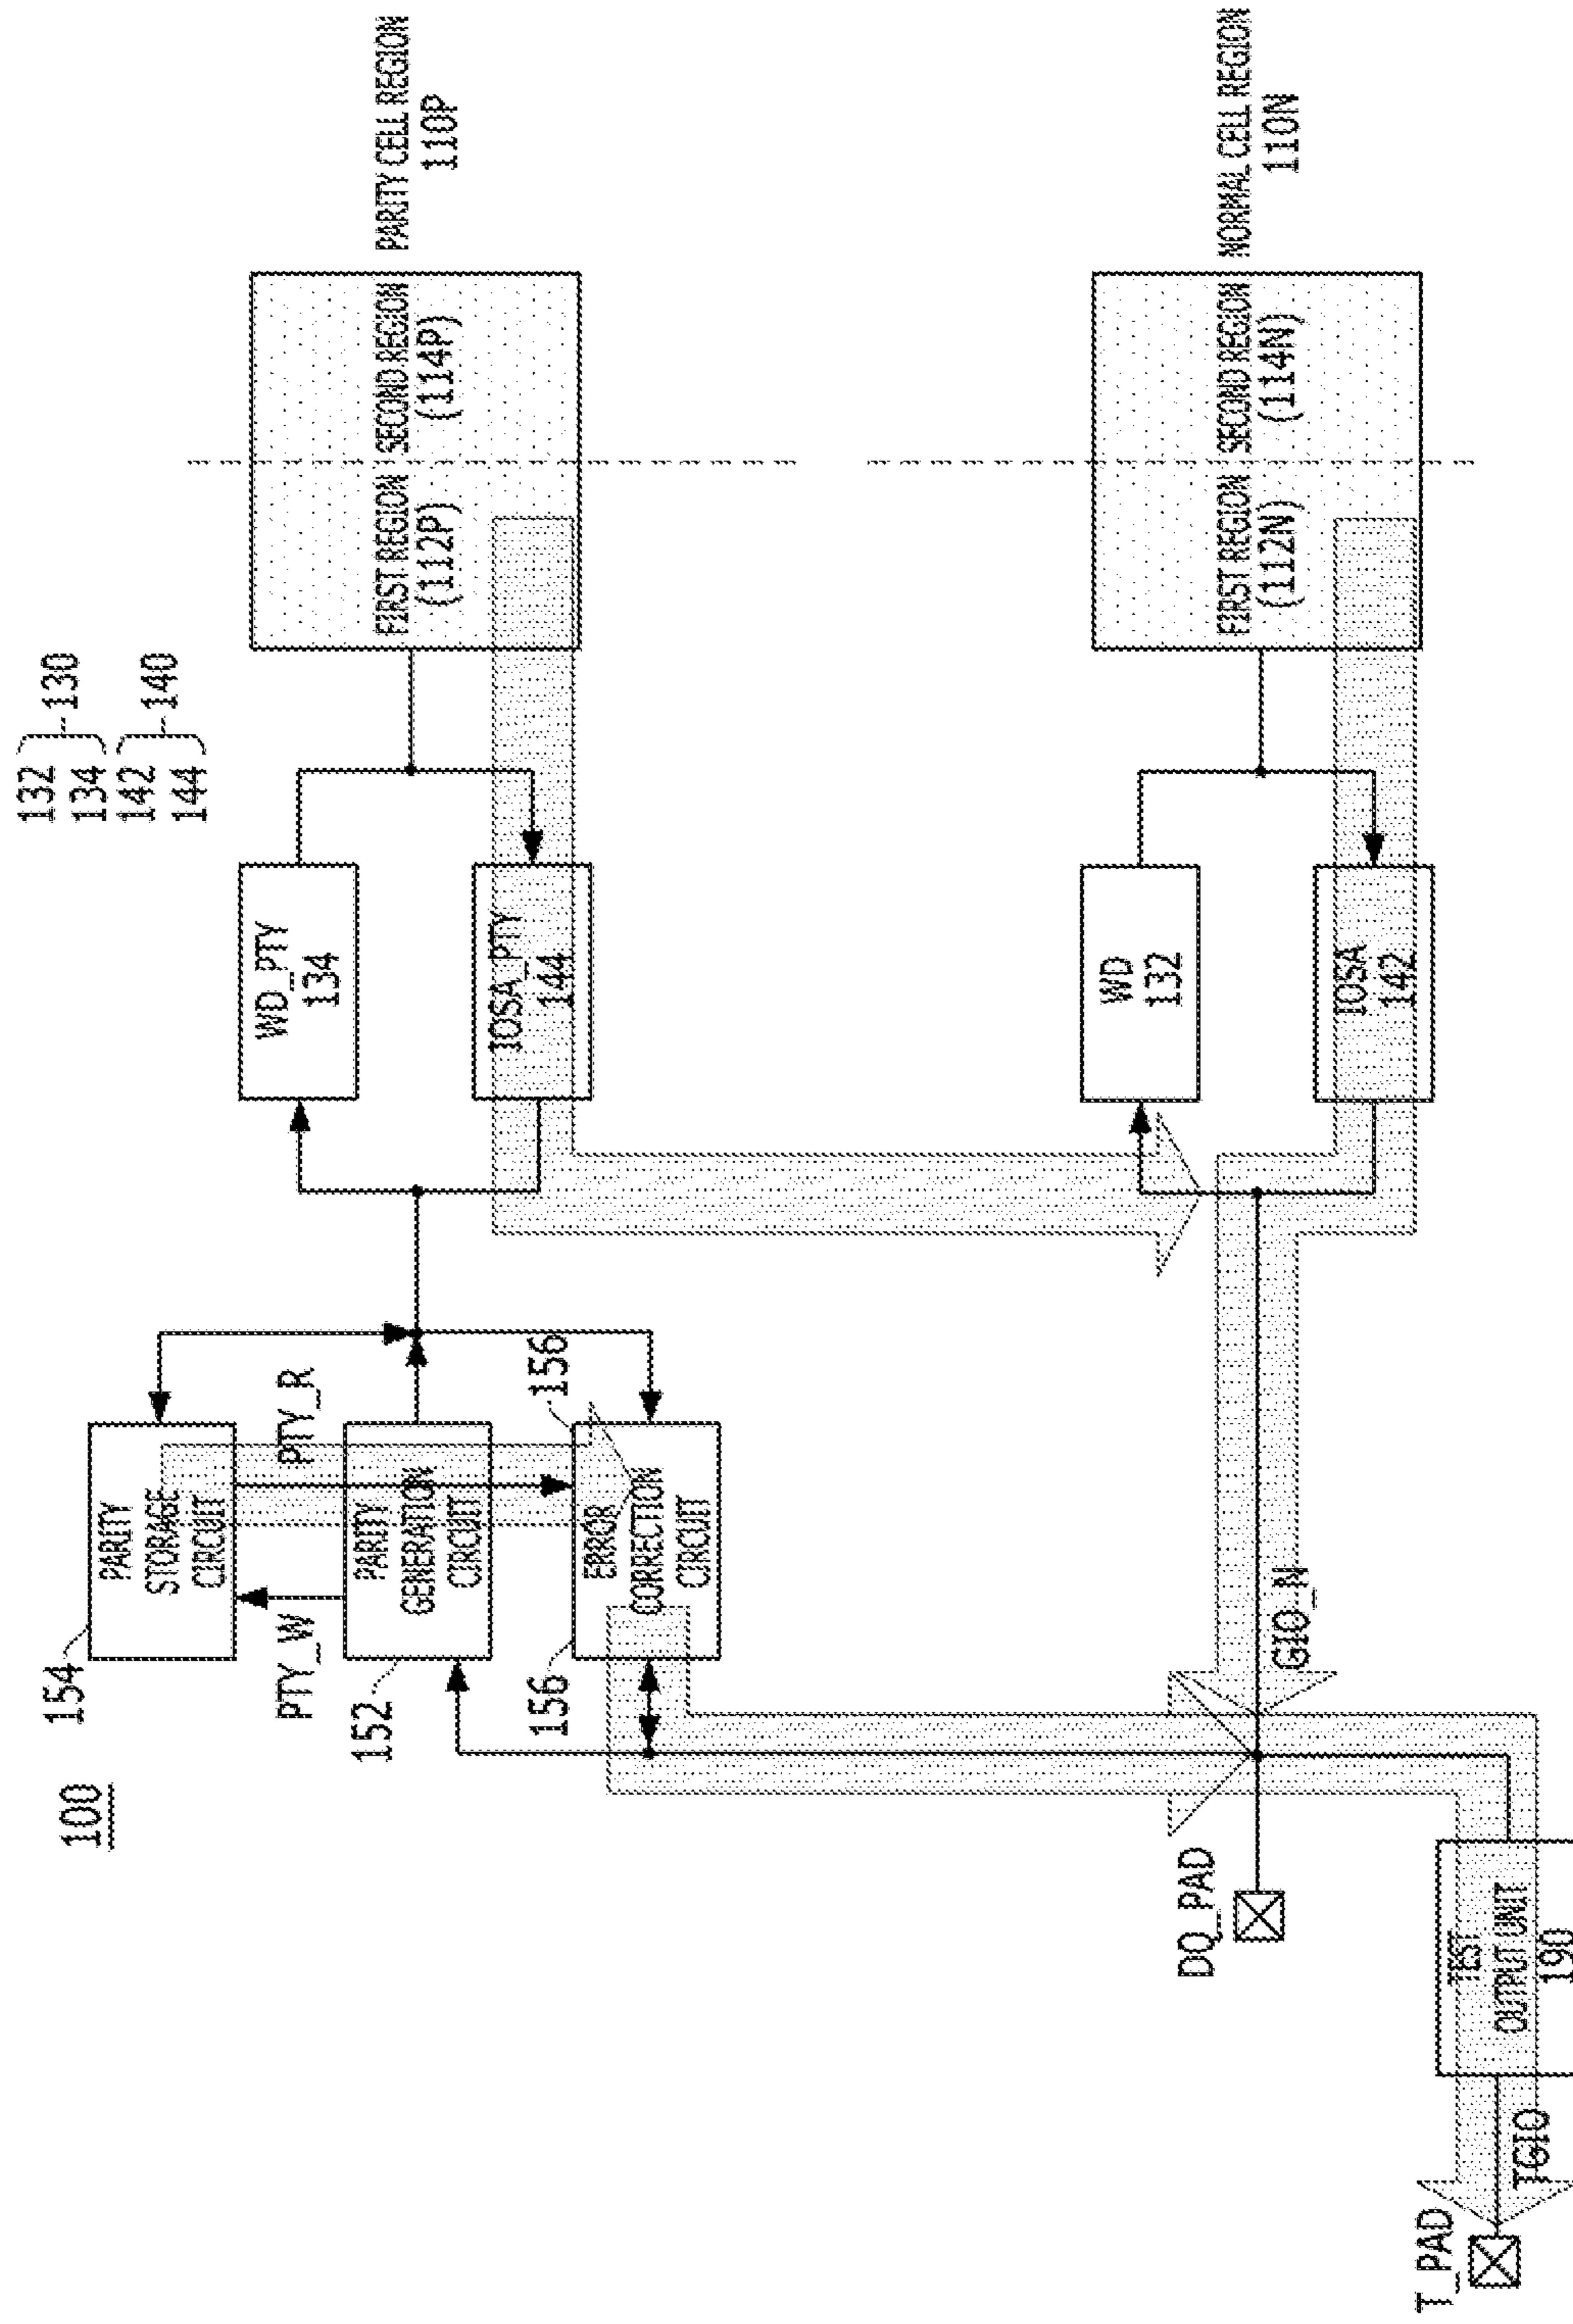 100
132
134
130
142
144
140
154
PARITY
STORAGE
CIRCUIT
PTY_W
PTY_R
152
PARITY
GENERATION
CIRCUIT
156
156
ERROR
CORRECTION
CIRCUIT
WD_PTY
134
IOSA_PTY
144
FIRST REGION
(112P)
SECOND REGION
(114P)
PARITY CELL REGION
110P
DQ_PAD
GIO_N
WD
132
IOSA
142
FIRST REGION
(112N)
SECOND REGION
(114N)
NORMAL CELL REGION
110N
T_PAD
TGIO
TEST
OUTPUT UNIT
190